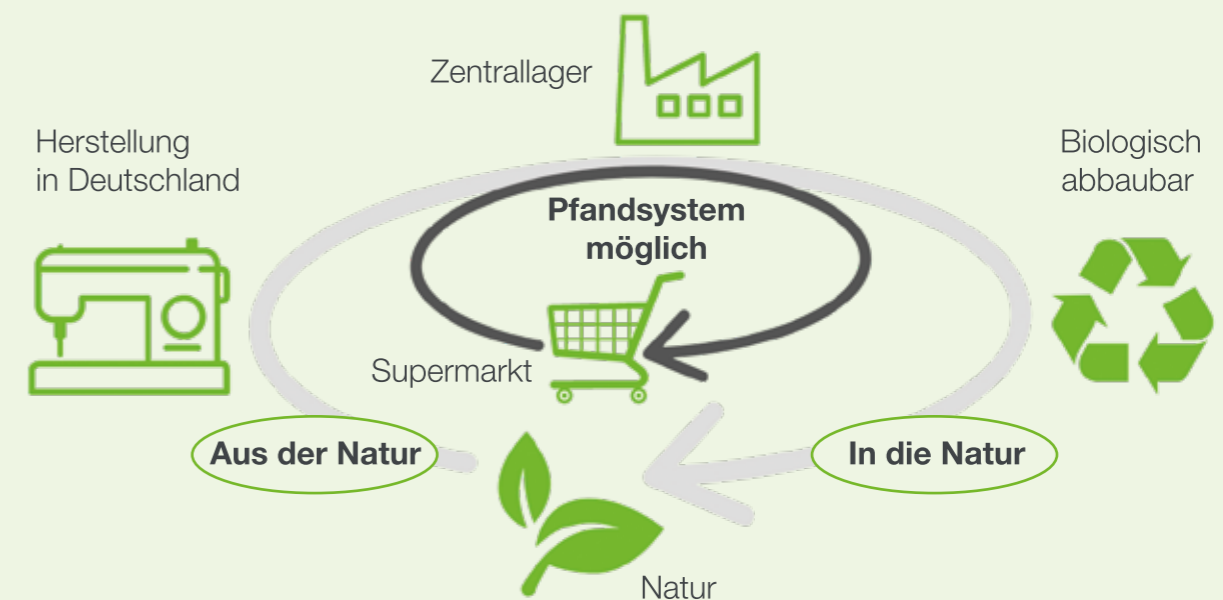 Zentrallager
Herstellung
in Deutschland
Biologisch
abbaubar
Pfandsystem
möglich
Supermarkt
Aus der Natur
In die Natur
Natur